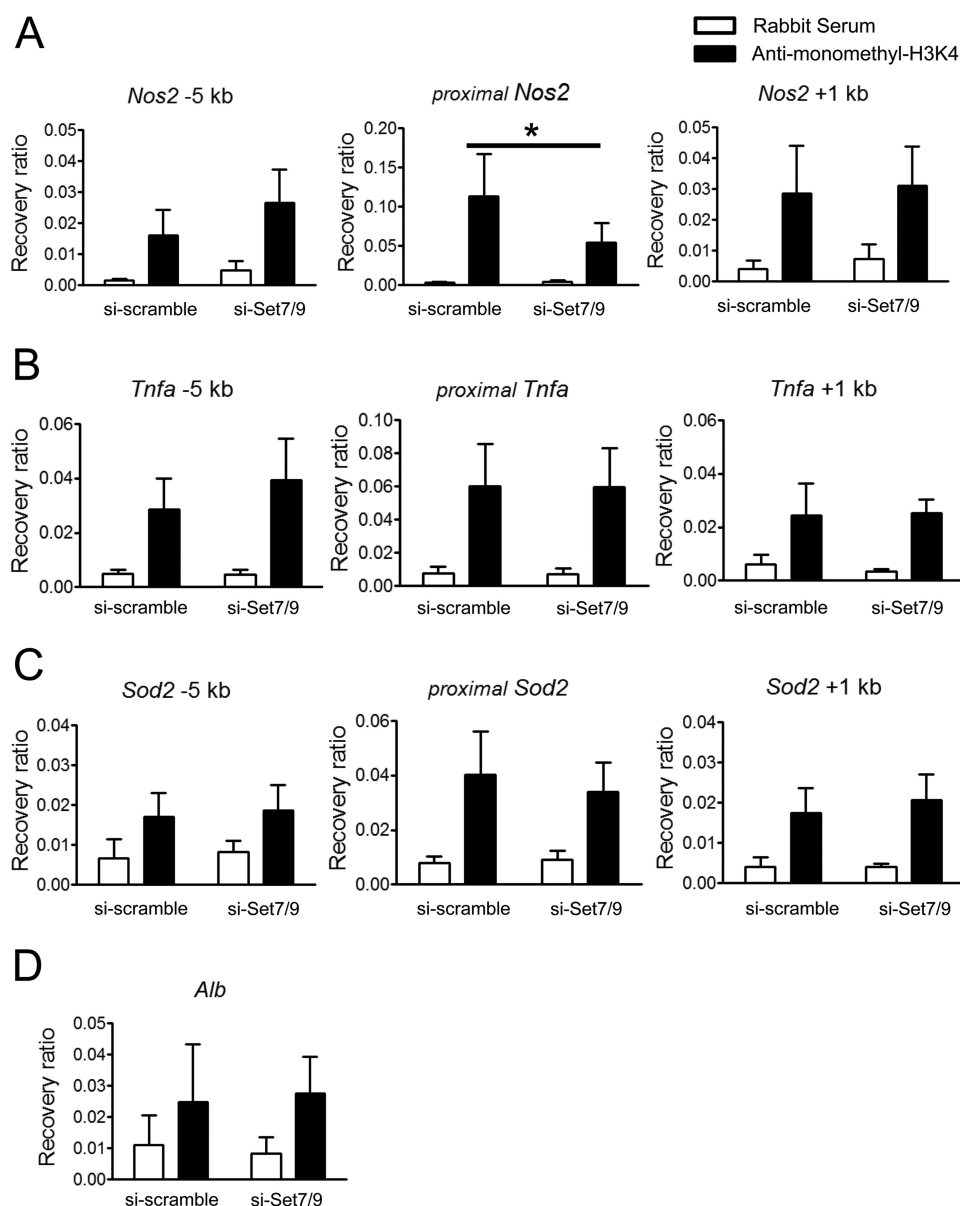 A
Rabbit Serum
Anti-monomethyl-H3K4
Nos2 -5 kb
Recovery ratio
0.05
0.04
0.03
0.02
0.01
0.00
si-scramble
si-Set7/9
proximal Nos2
Recovery ratio
0.20
0.15
0.10
0.05
0.00
*
si-scramble
si-Set7/9
Nos2 +1 kb
Recovery ratio
0.05
0.04
0.03
0.02
0.01
0.00
si-scramble
si-Set7/9
B
Tnfa -5 kb
Recovery ratio
0.06
0.04
0.02
0.00
si-scramble
si-Set7/9
proximal Tnfa
Recovery ratio
0.10
0.08
0.06
0.04
0.02
0.00
si-scramble
si-Set7/9
Tnfa +1 kb
Recovery ratio
0.06
0.04
0.02
0.00
si-scramble
si-Set7/9
C
Sod2 -5 kb
Recovery ratio
0.04
0.03
0.02
0.01
0.00
si-scramble
si-Set7/9
proximal Sod2
Recovery ratio
0.06
0.04
0.02
0.00
si-scramble
si-Set7/9
Sod2 +1 kb
Recovery ratio
0.04
0.03
0.02
0.01
0.00
si-scramble
si-Set7/9
D
Alb
Recovery ratio
0.05
0.04
0.03
0.02
0.01
0.00
si-scramble
si-Set7/9